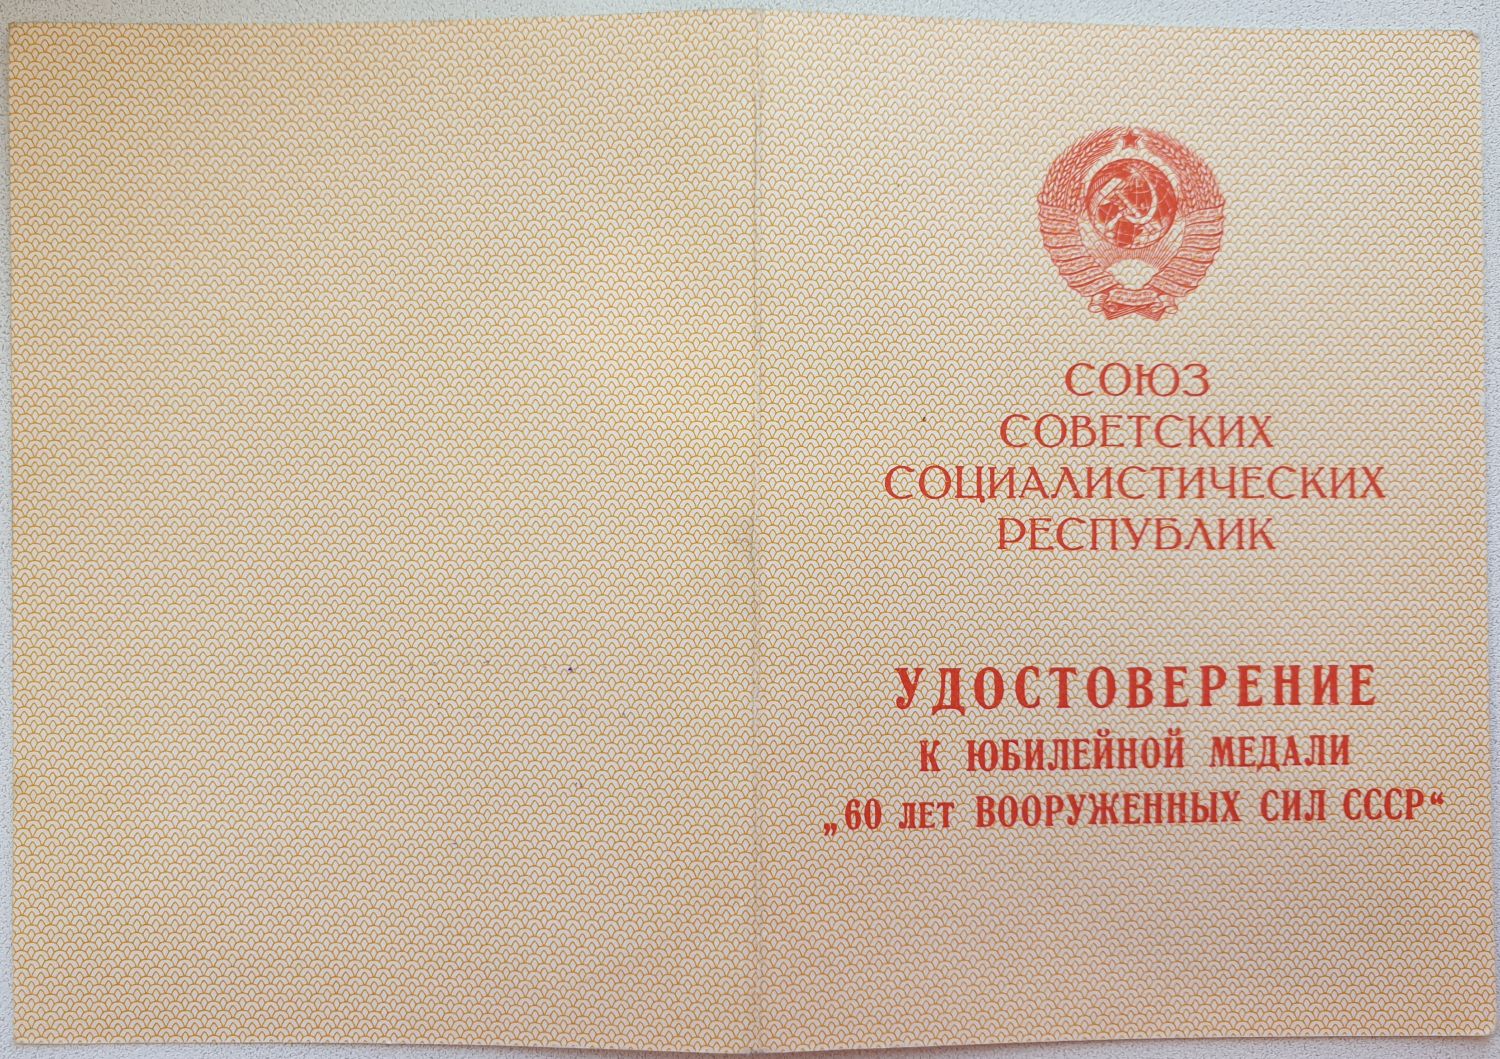 СОЮЗ
СОВЕТСКИХ
СОЦИАЛИСТИЧЕСКИХ
РЕСПУБЛИК
УДОСТОВЕРЕНИЕ
К ЮБИЛЕЙНОЙ МЕДАЛИ
„60 ЛЕТ ВООРУЖЕННЫХ СИЛ СССР“